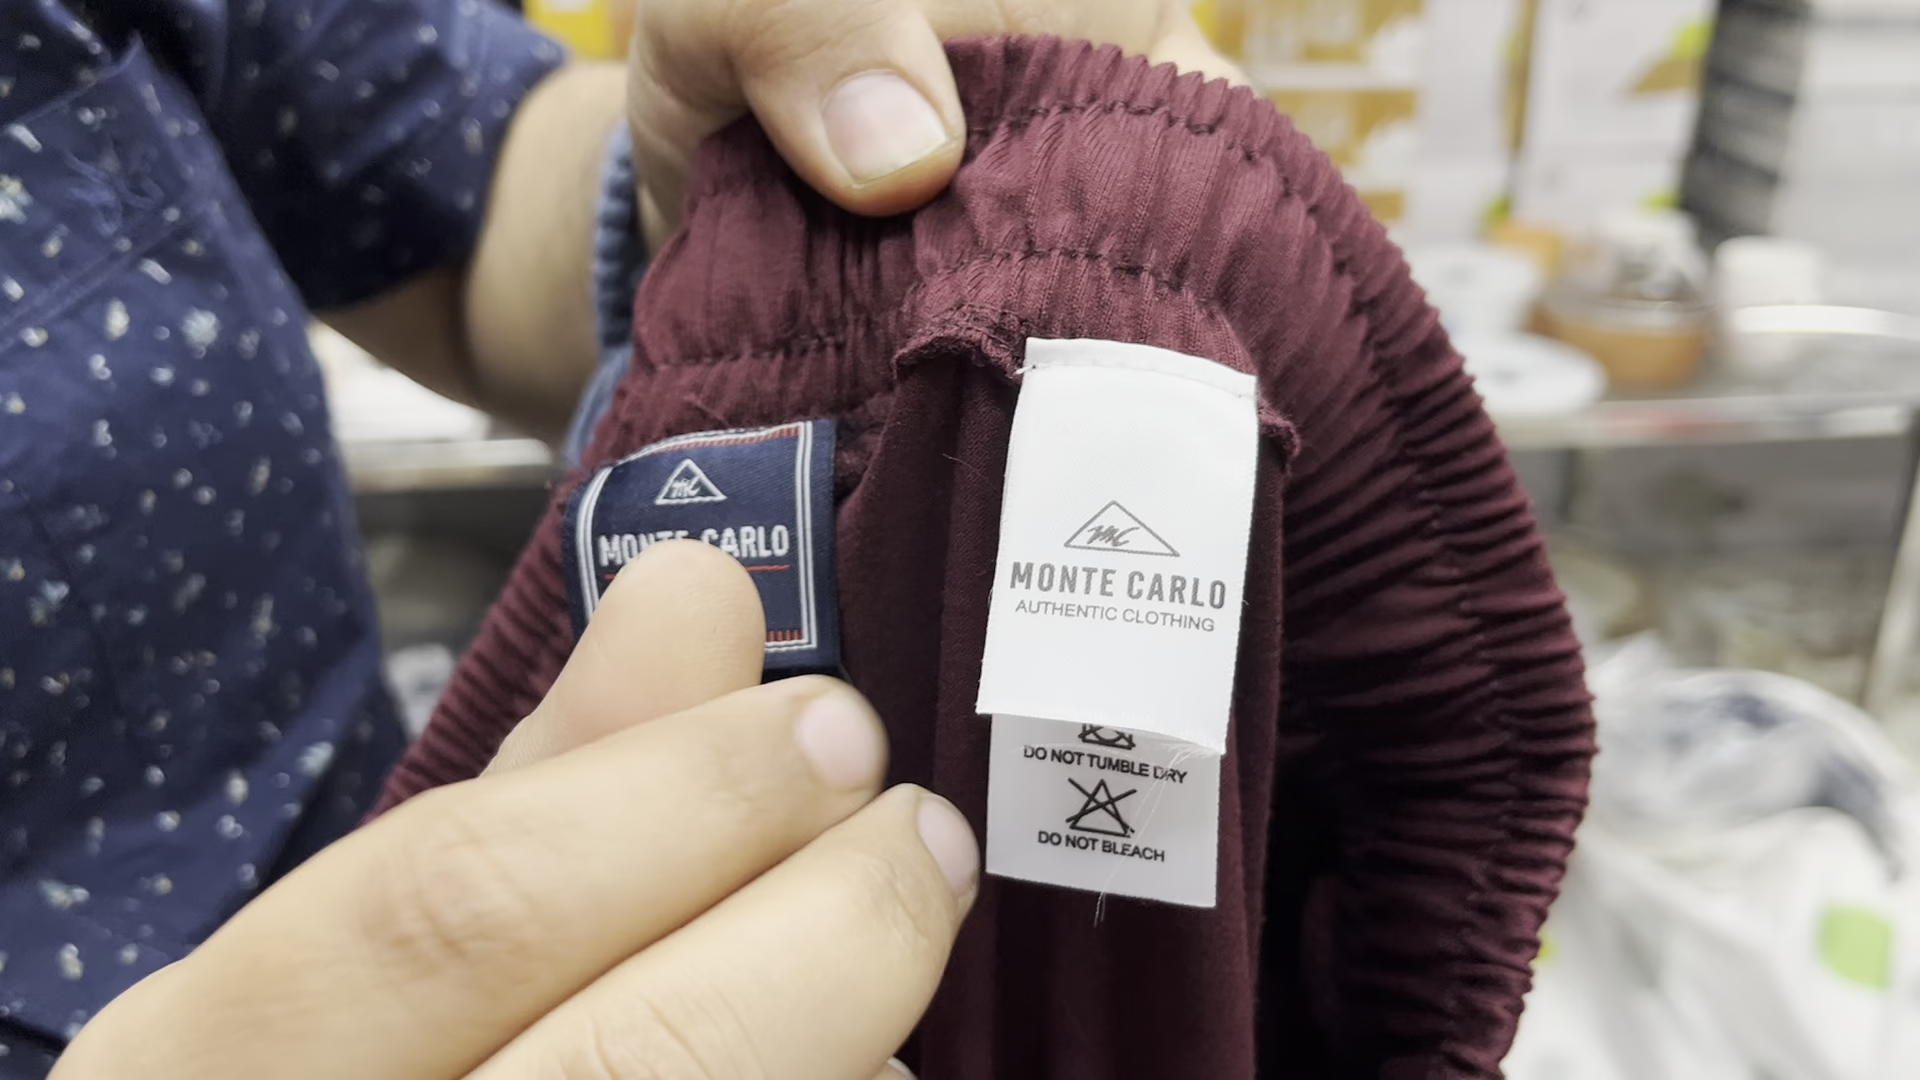 MONTE CARLO
MONTE CARLO
AUTHENTIC CLOTHING
DO NOT TUMBLE DRY
DO NOT BLEACH